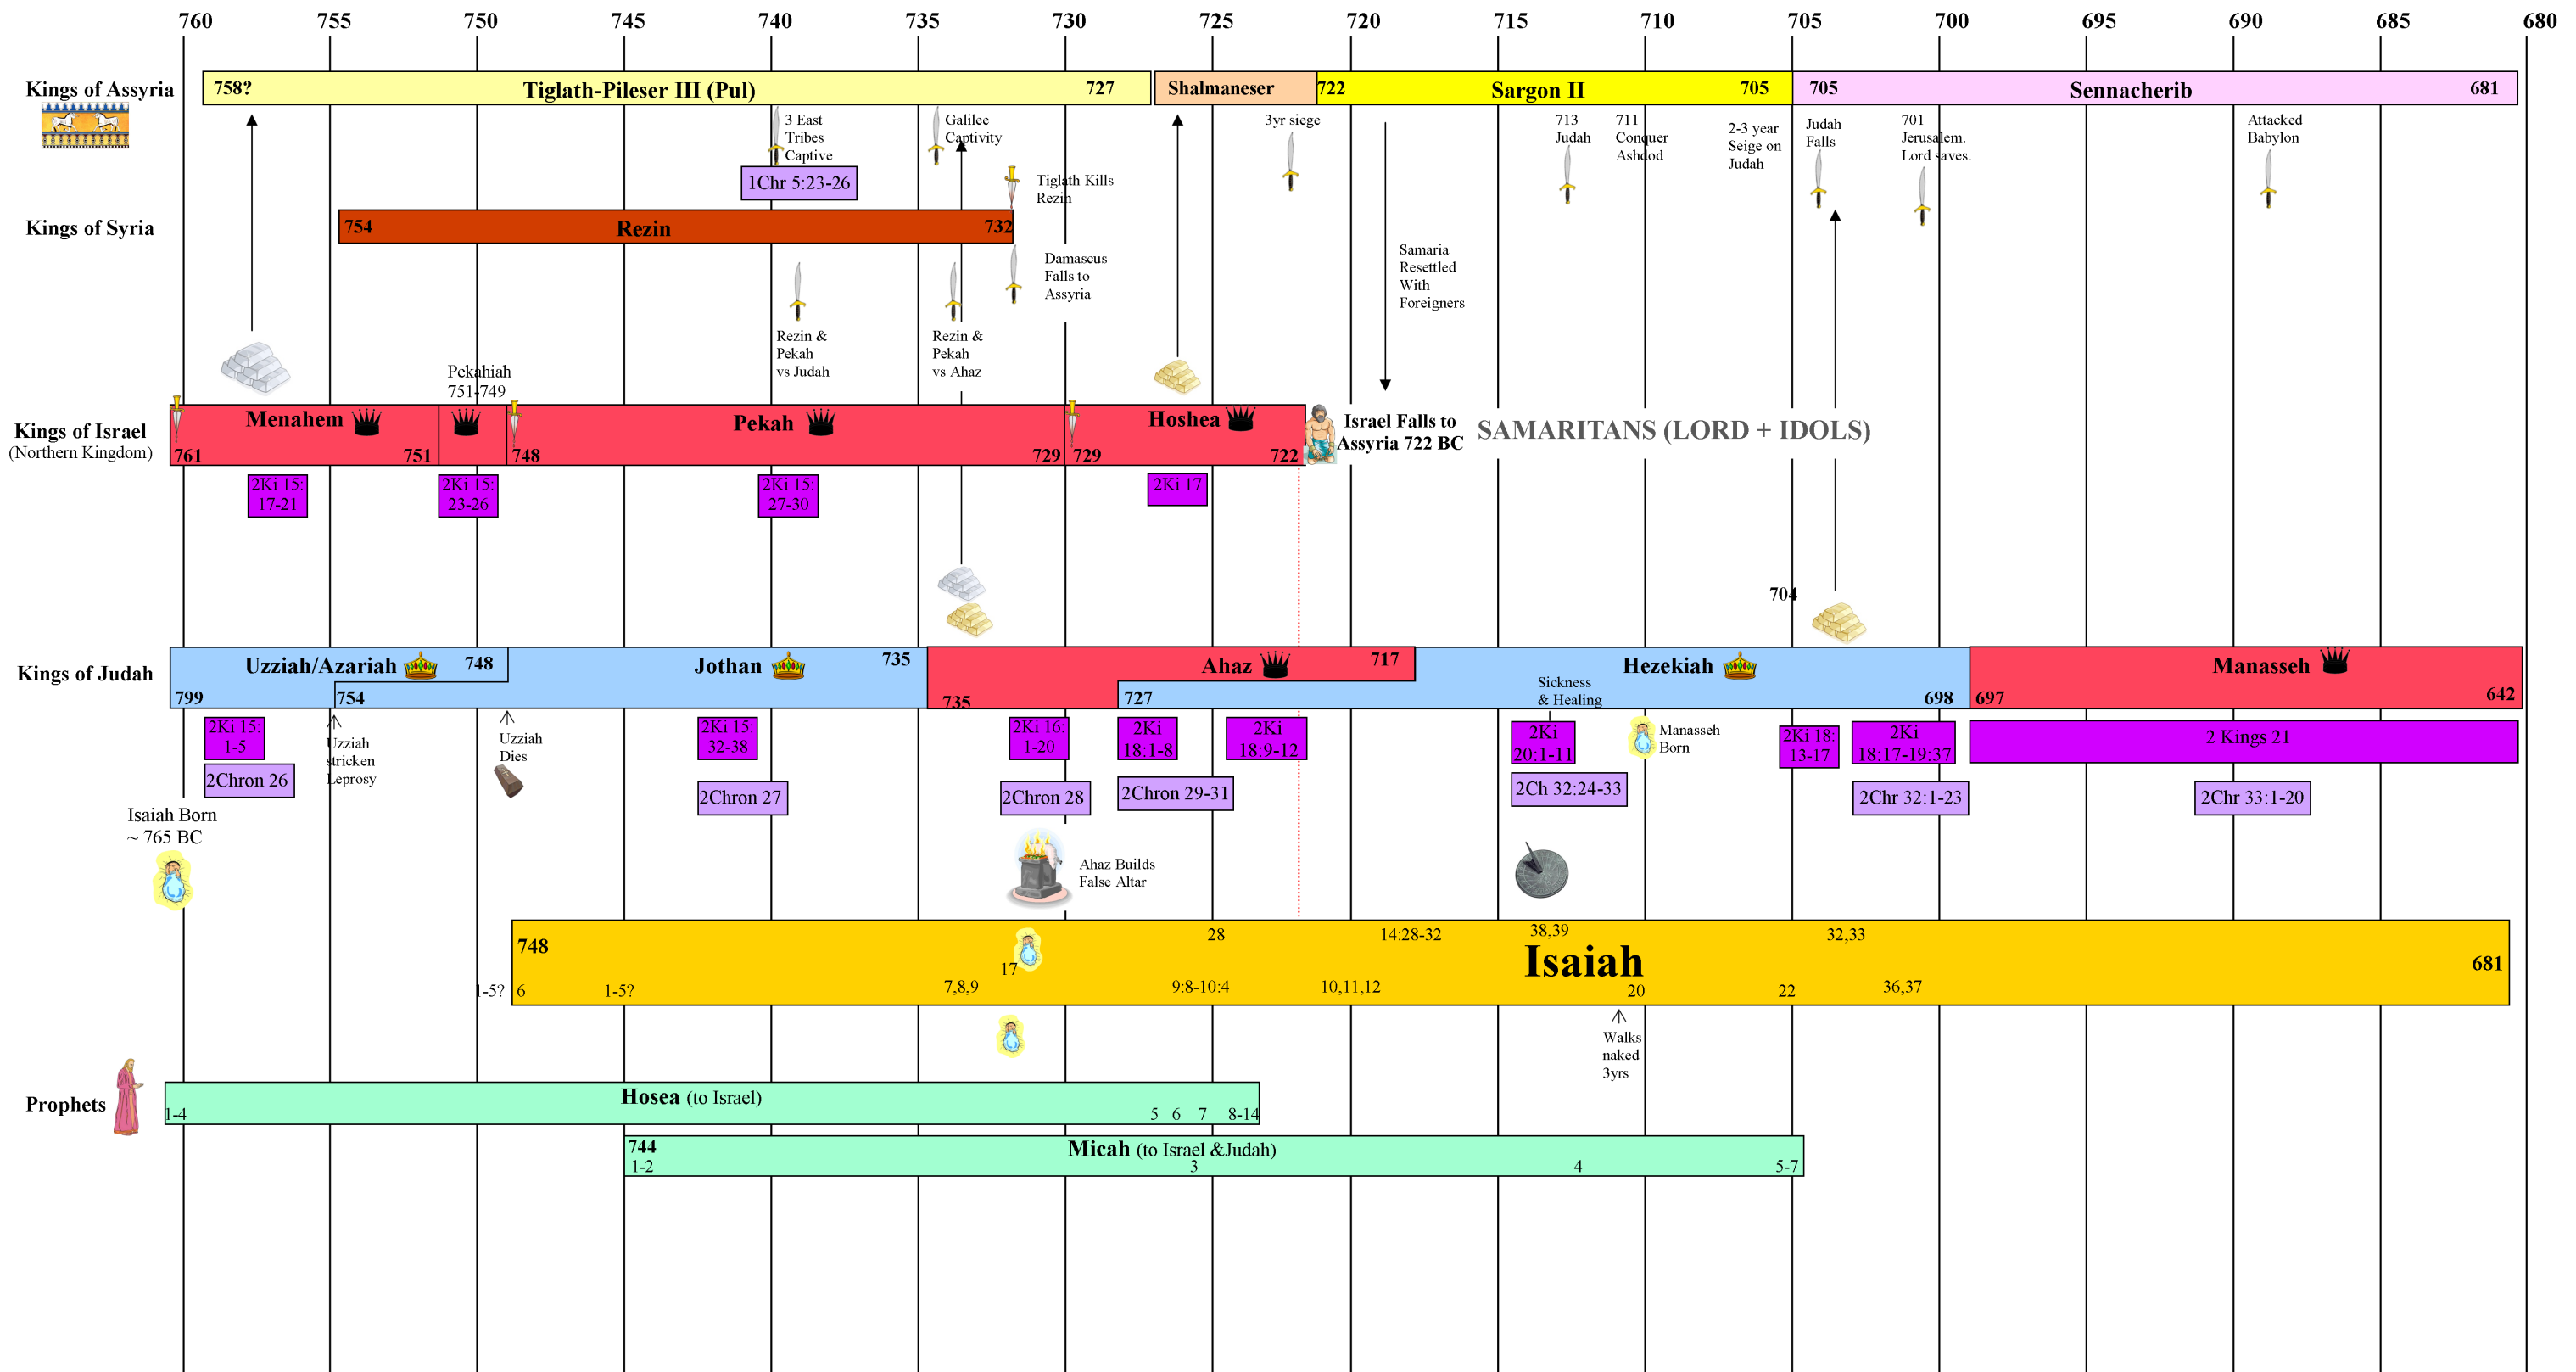 760 755 750 745 740 735 730 725 720 715 710 705 700 695 690 685 680
Kings of Assyria
758? Tiglath-Pileser III (Pul) 727
Shalmaneser
722 Sargon II 705
705 Sennacherib 681
3 East
Tribes
Captive
1Chr 5:23-26
Galilee
Captivity
Tiglath Kills
Rezin
3yr siege
713
Judah
711
Conquer
Ashdod
2-3 year
Seige on
Judah
Judah
Falls
701
Jerusalem.
Lord saves.
Attacked
Babylon
Kings of Syria
754 Rezin 732
Damascus
Falls to
Assyria
Samaria
Resettled
With
Foreigners
Rezin &
Pekah
vs Judah
Rezin &
Pekah
vs Ahaz
Pekahiah
751-749
Kings of Israel
(Northern Kingdom)
Menahem
761 751
Pekah
748 729
Hoshea
729 722
Israel Falls to
Assyria 722 BC
SAMARITANS (LORD + IDOLS)
2Ki 15:
17-21
2Ki 15:
23-26
2Ki 15:
27-30
2Ki 17
704
Kings of Judah
Uzziah/Azariah 748
799
754
Jothan 735
Ahaz 717
735
727
Hezekiah
Sickness
& Healing
698
Manasseh
697 642
2Ki 15:
1-5
2Chron 26
Uzziah
stricken
Leprosy
Uzziah
Dies
2Ki 15:
32-38
2Chron 27
2Ki 16:
1-20
2Chron 28
2Ki
18:1-8
2Ki
18:9-12
2Chron 29-31
2Ki
20:1-11
2Ch 32:24-33
Manasseh
Born
2Ki 18:
13-17
2Ki
18:17-19:37
2Chr 32:1-23
2 Kings 21
2Chr 33:1-20
Isaiah Born
~ 765 BC
Ahaz Builds
False Altar
748 Isaiah 681
28 14:28-32 38,39 32,33
17
1-5? 6 1-5? 7,8,9 9:8-10:4 10,11,12 20 22 36,37
Walks
naked
3yrs
Prophets
Hosea (to Israel)
1-4 5 6 7 8-14
744 Micah (to Israel &Judah)
1-2 3 4 5-7